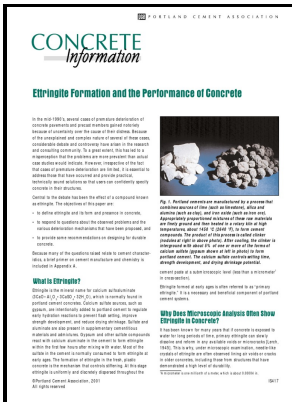 PORTLAND CEMENT ASSOCIATION
CONCRETE
Information
Ettringite Formation and the Performance of Concrete
In the mid-1990's, several cases of premature deterioration of
concrete pavements and precast members gained notoriety
because of uncertainty over the cause of their distress. Because
of the unexplained and complex nature of several of these cases,
considerable debate and controversy have arisen in the research
and consulting community. To a great extent, this has led to a
misperception that the problems are more prevalent than actual
case studies would indicate. However, irrespective of the fact
that cases of premature deterioration are limited, it is essential to
address those that have occurred and provide practical,
technically sound solutions so that users can confidently specify
concrete in their structures.
Central to the debate has been the effect of a compound known
as ettringite. The objectives of this paper are:
• to define ettringite and its form and presence in concrete,
• to respond to questions about the observed problems and the
various deterioration mechanisms that have been proposed, and
• to provide some recommendations on designing for durable
concrete.
Because many of the questions raised relate to cement character-
istics, a brief primer on cement manufacture and chemistry is
included in Appendix A.
What is Ettringite?
Ettringite is the mineral name for calcium sulfoaluminate
(3CaO•Al2O3•3CaSO4•32H2O), which is normally found in
portland cement concretes. Calcium sulfate sources, such as
gypsum, are intentionally added to portland cement to regulate
early hydration reactions to prevent flash setting, improve
strength development, and reduce drying shrinkage. Sulfate and
aluminate are also present in supplementary cementitious
materials and admixtures. Gypsum and other sulfate compounds
react with calcium aluminate in the cement to form ettringite
within the first few hours after mixing with water. Most of the
sulfate in the cement is normally consumed to form ettringite at
early ages. The formation of ettringite in the fresh, plastic
concrete is the mechanism that controls stiffening. At this stage
ettringite is uniformly and discretely dispersed throughout the
©Portland Cement Association, 2001
All rights reserved
Fig. 1. Portland cements are manufactured by a process that
combines sources of lime (such as limestone), silica and
alumina (such as clay), and iron oxide (such as iron ore).
Appropriately proportioned mixtures of these raw materials
are finely ground and then heated in a rotary kiln at high
temperatures, about 1450 °C (2640 °F), to form cement
compounds. The product of this process is called clinker
(nodules at right in above photo). After cooling, the clinker is
interground with about 5% of one or more of the forms of
calcium sulfate (gypsum shown at left in photo) to form
portland cement. The calcium sulfate controls setting time,
strength development, and drying shrinkage potential.
cement paste at a submicroscopic level (less than a micrometer
in cross-section).
Ettringite formed at early ages is often referred to as "primary
ettringite." It is a necessary and beneficial component of portland
cement systems.
Why Does Microscopic Analysis Often Show
Ettringite in Concrete?
It has been known for many years that if concrete is exposed to
water for long periods of time, primary ettringite can slowly
dissolve and reform in any available voids or microcracks (Lerch,
1945). This is why, under microscopic examination, needle-like
crystals of ettringite are often observed lining air voids or cracks
in older concretes, including those from structures that have
demonstrated a high level of durability.
IS417